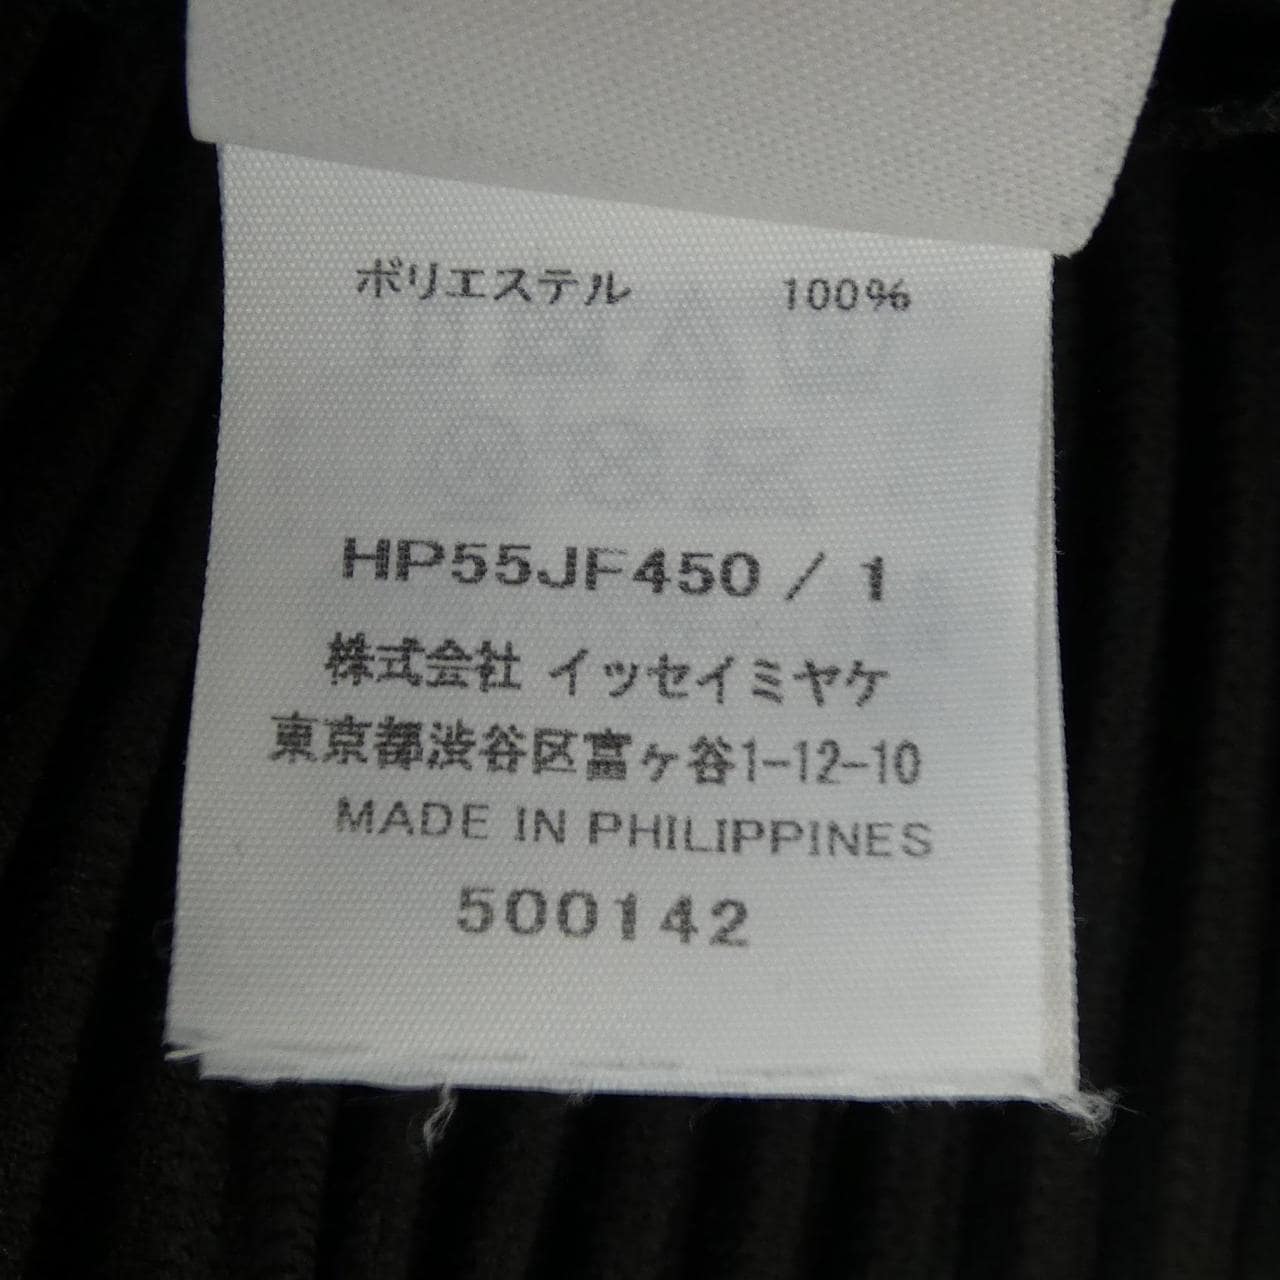 ポリエステル 100%
HP55JF450 / 1
株式会社 イッセイミヤケ
東京都渋谷区富ヶ谷1-12-10
MADE IN PHILIPPINES
500142